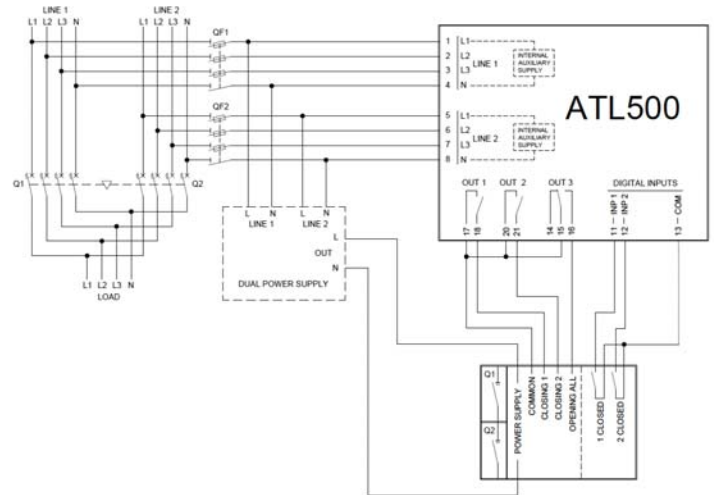 LINE 1
L1 L2 L3 N
LINE 2
L1 L2 L3 N
QF1
QF2
1 L1
2 L2
3 L3
4 N
LINE 1
INTERNAL
AUXILIARY
SUPPLY
5 L1
6 L2
7 L3
8 N
LINE 2
INTERNAL
AUXILIARY
SUPPLY
ATL500
Q1
Q2
OUT 1
OUT 2
OUT 3
DIGITAL INPUTS
17
18
20
21
14
15
16
11 INP 1
12 INP 2
13 COM
L N
LINE 1
L N
LINE 2
L
OUT
N
DUAL POWER SUPPLY
L1 L2 L3 N
LOAD
Q1
Q2
POWER SUPPLY
COMMON
CLOSING 1
CLOSING 2
OPENING ALL
1 CLOSED
2 CLOSED